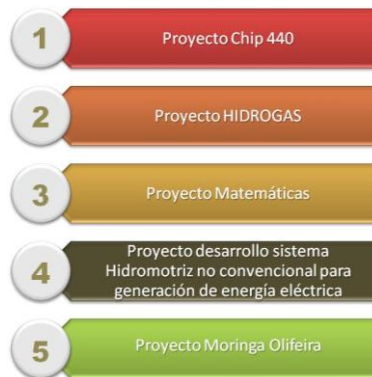 1
Proyecto Chip 440
2
Proyecto HIDROGAS
3
Proyecto Matemáticas
4
Proyecto desarrollo sistema
Hidromotriz no convencional para
generación de energía eléctrica
5
Proyecto Moringa Olifeira